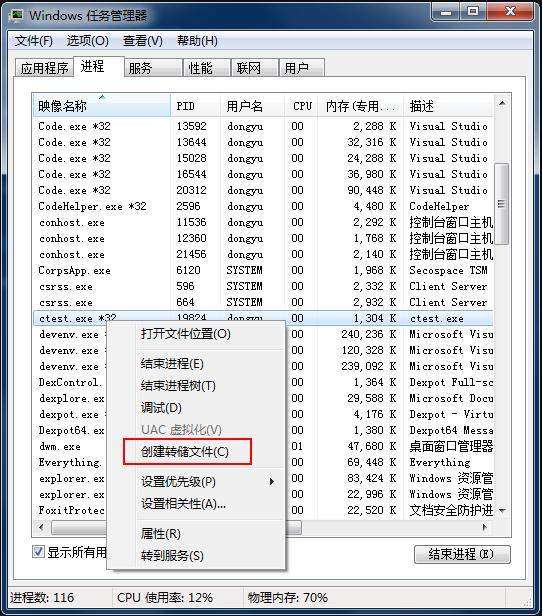 Windows 任务管理器
文件(F) 选项(O) 查看(V) 帮助(H)
应用程序 进程 服务 性能 联网 用户
映像名称 PID 用户名 CPU 内存(专用... 描述
Code.exe *32 13592 dongyu 00 2,288 K Visual Studio
Code.exe *32 13644 dongyu 00 32,316 K Visual Studio
Code.exe *32 15028 dongyu 00 24,288 K Visual Studio
Code.exe *32 16544 dongyu 00 36,980 K Visual Studio
Code.exe *32 20312 dongyu 00 90,448 K Visual Studio
CodeHelper.exe *32 2596 dongyu 00 4,480 K CodeHelper
conhost.exe 11536 dongyu 00 2,292 K 控制台窗口主机
conhost.exe 12360 dongyu 00 1,768 K 控制台窗口主机
conhost.exe 21456 dongyu 00 2,140 K 控制台窗口主机
CorpsApp.exe 6120 SYSTEM 00 1,968 K Secospace TSM
csrss.exe 596 SYSTEM 00 2,332 K Client Server
csrss.exe 664 SYSTEM 00 2,932 K Client Server
ctest.exe *32 19824 dongyu 00 1,304 K ctest.exe
devenv.exe 00 240,236 K Microsoft Visu
devenv.exe 00 120,328 K Microsoft Visu
devenv.exe 00 239,092 K Microsoft Visu
DexControl. 00 1,364 K Dexpot Full-sc
dexplore.ex 00 29,588 K Microsoft Docu
dexpot.exe 00 4,176 K Dexpot - Virtu
Dexpot64.ex 00 1,380 K Dexpot64 Messa
dwm.exe 01 47,680 K 桌面窗口管理器
Everything. 00 69,448 K Everything
explorer.ex 00 83,424 K Windows 资源管
explorer.ex 00 22,996 K Windows 资源管
FoxitProtec 00 22,520 K 文档安全防护进
打开文件位置(O)
结束进程(E)
结束进程树(T)
调试(D)
UAC 虚拟化(V)
创建转储文件(C)
设置优先级(P)
设置相关性(A)...
属性(R)
转到服务(S)
显示所有用 结束进程(E)
进程数: 116 CPU 使用率: 12% 物理内存: 70%